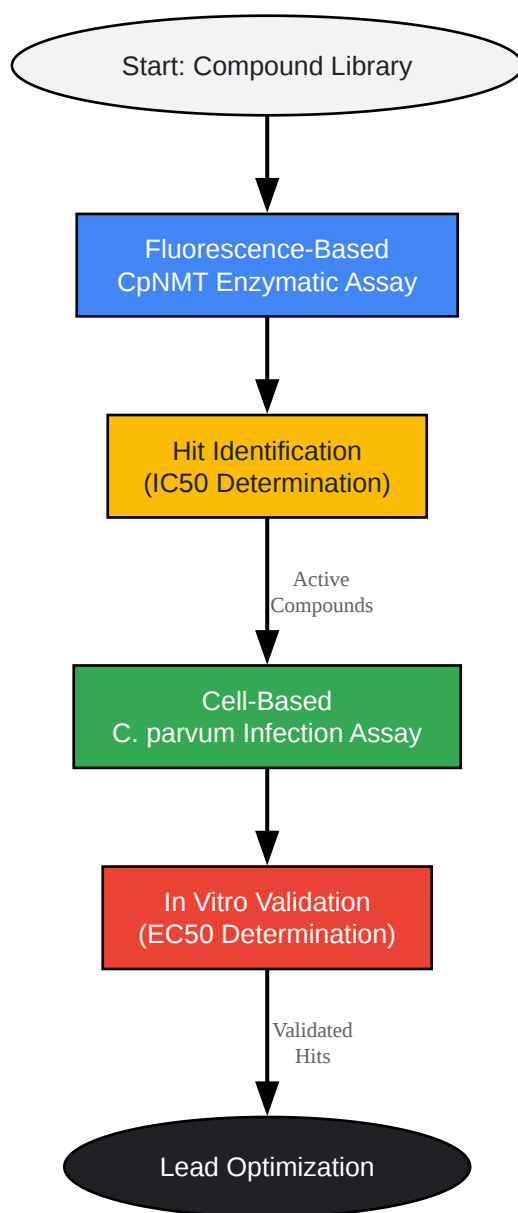 Start: Compound Library
Fluorescence-Based
CpNMT Enzymatic Assay
Hit Identification
(IC50 Determination)
Active
Compounds
Cell-Based
C. parvum Infection Assay
In Vitro Validation
(EC50 Determination)
Validated
Hits
Lead Optimization